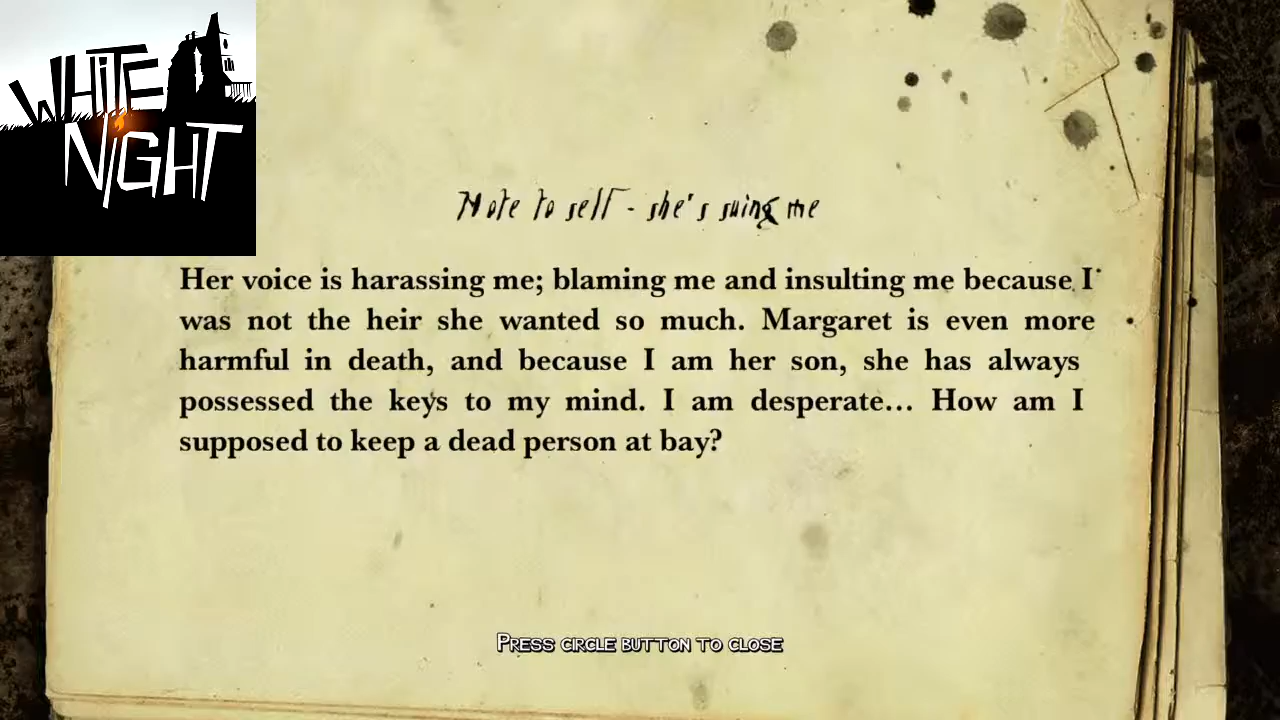 WHITE
NIGHT
Note to self - she's suing me
Her voice is harassing me; blaming me and insulting me because I
was not the heir she wanted so much. Margaret is even more
harmful in death, and because I am her son, she has always
possessed the keys to my mind. I am desperate... How am I
supposed to keep a dead person at bay?
PRESS CIRCLE BUTTON TO CLOSE